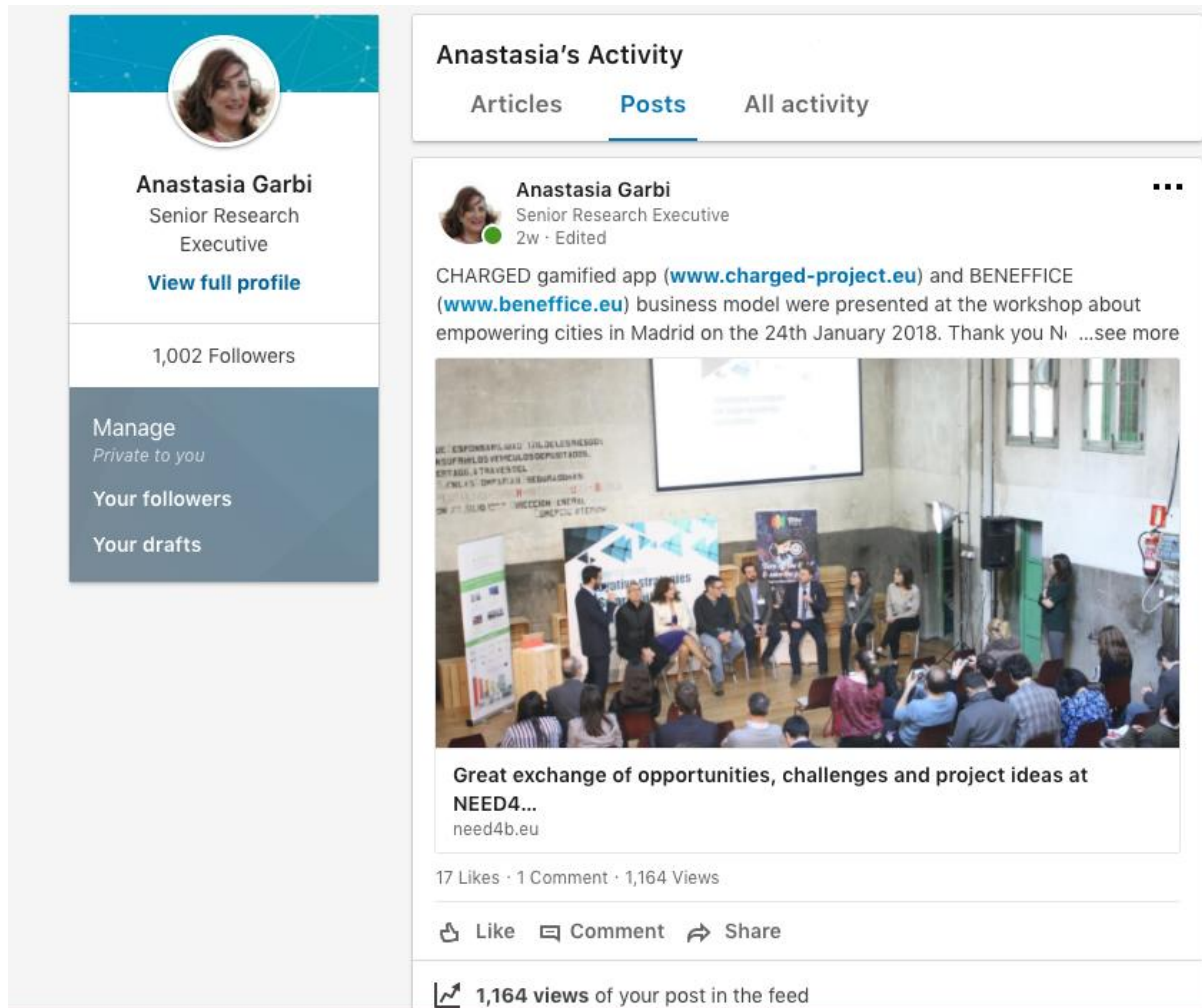 Anastasia Garbi
Senior Research
Executive
View full profile
1,002 Followers
Manage
Private to you
Your followers
Your drafts
Anastasia's Activity
Articles Posts All activity
Anastasia Garbi
Senior Research Executive
2w · Edited
CHARGED gamified app (www.charged-project.eu) and BENEFFICE
(www.beneffice.eu) business model were presented at the workshop about
empowering cities in Madrid on the 24th January 2018. Thank you ...see more
Great exchange of opportunities, challenges and project ideas at
NEED4...
need4b.eu
17 Likes · 1 Comment · 1,164 Views
Like Comment Share
1,164 views of your post in the feed